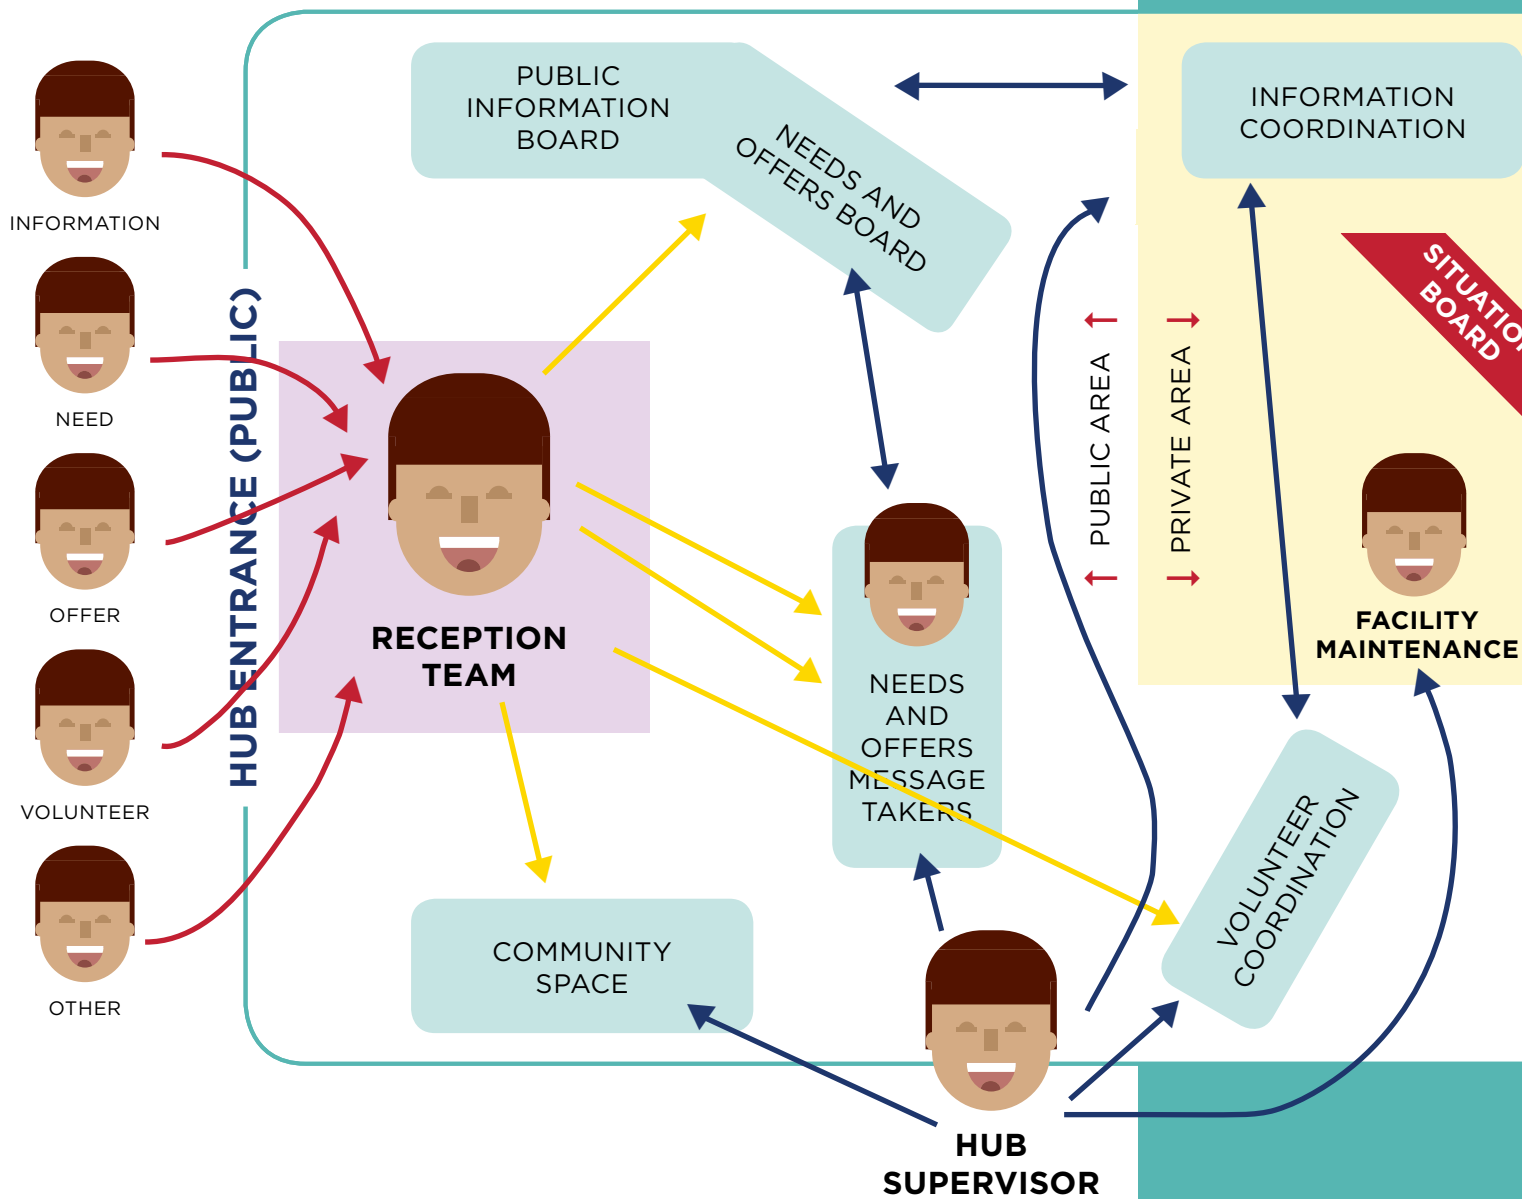 INFORMATION
NEED
OFFER
VOLUNTEER
OTHER
HUB ENTRANCE (PUBLIC)
PUBLIC
INFORMATION
BOARD
NEEDS AND
OFFERS BOARD
RECEPTION
TEAM
COMMUNITY
SPACE
NEEDS
AND
OFFERS
MESSAGE
TAKERS
HUB
SUPERVISOR
PUBLIC AREA
PRIVATE AREA
INFORMATION
COORDINATION
SITUATION
BOARD
FACILITY
MAINTENANCE
VOLUNTEER
COORDINATION